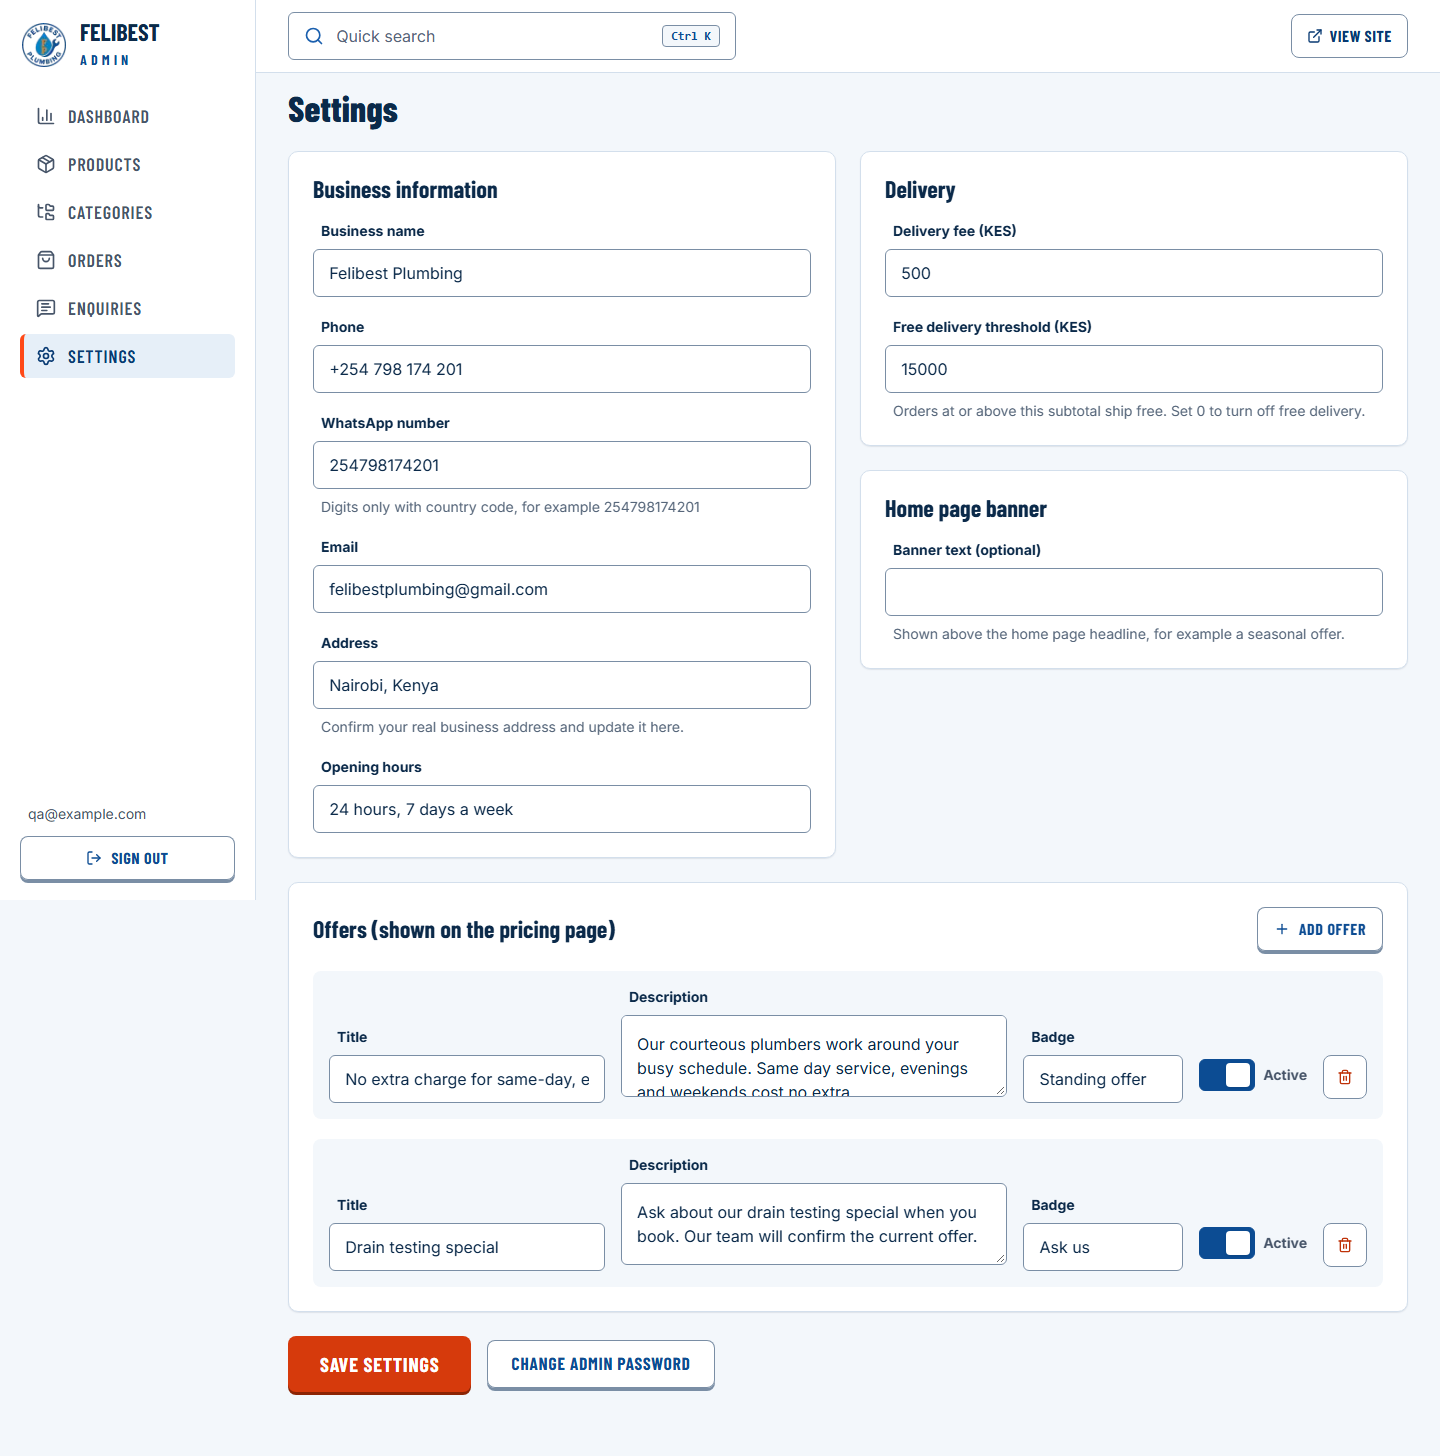 FELIBEST
PLUMBING
FELIBEST
ADMIN
DASHBOARD
PRODUCTS
CATEGORIES
ORDERS
ENQUIRIES
SETTINGS
qa@example.com
SIGN OUT
Quick search
Ctrl K
VIEW SITE
Settings
Business information
Business name
Felibest Plumbing
Phone
+254 798 174 201
WhatsApp number
254798174201
Digits only with country code, for example 254798174201
Email
felibestplumbing@gmail.com
Address
Nairobi, Kenya
Confirm your real business address and update it here.
Opening hours
24 hours, 7 days a week
Delivery
Delivery fee (KES)
500
Free delivery threshold (KES)
15000
Orders at or above this subtotal ship free. Set 0 to turn off free delivery.
Home page banner
Banner text (optional)
Shown above the home page headline, for example a seasonal offer.
Offers (shown on the pricing page)
ADD OFFER
Title
No extra charge for same-day, e
Description
Our courteous plumbers work around your
busy schedule. Same day service, evenings
and weekends cost no extra.
Badge
Standing offer
Active
Title
Drain testing special
Description
Ask about our drain testing special when you
book. Our team will confirm the current offer.
Badge
Ask us
Active
SAVE SETTINGS
CHANGE ADMIN PASSWORD